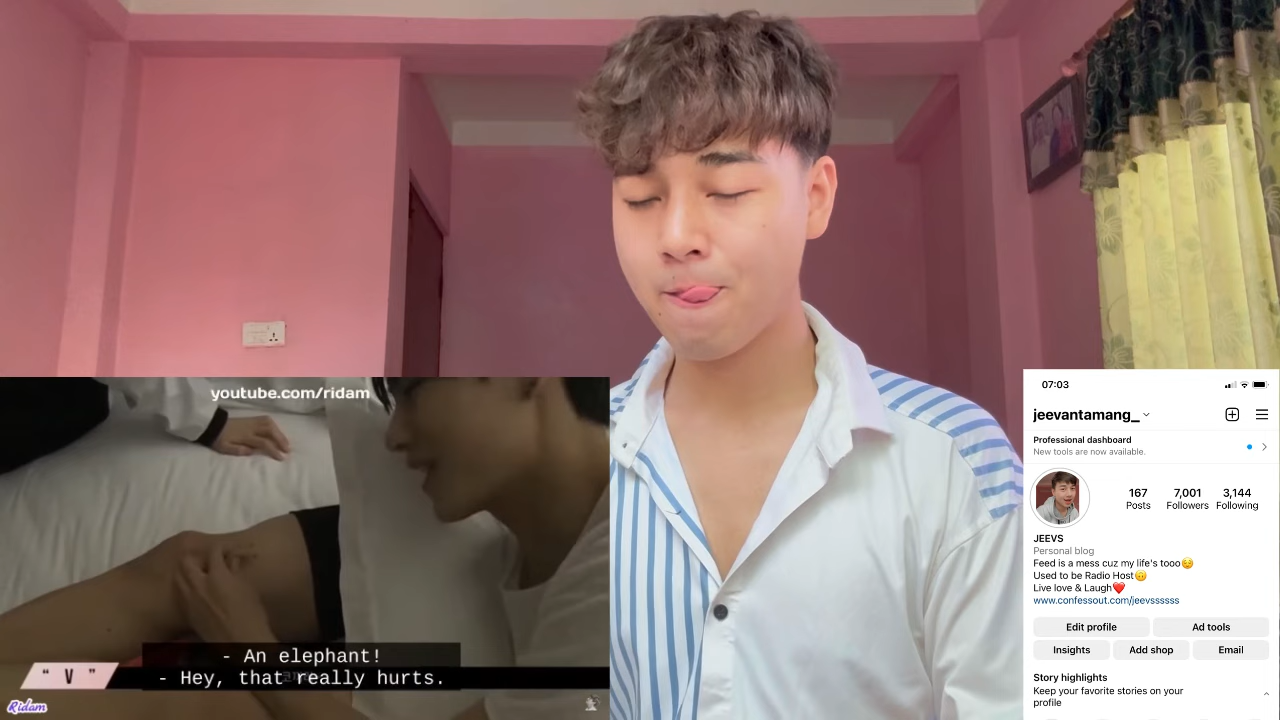 youtube.com/ridam
- An elephant!
- Hey, that really hurts.
“ V ”
Ridam
07:03
jeevantamang_
Professional dashboard
New tools are now available.
167
Posts
7,001
Followers
3,144
Following
JEEVS
Personal blog
Feed is a mess cuz my life's tooo😌
Used to be Radio Host🙃
Live love & Laugh❤️
www.confessout.com/jeevssssss
Edit profile
Ad tools
Insights
Add shop
Email
Story highlights
Keep your favorite stories on your
profile